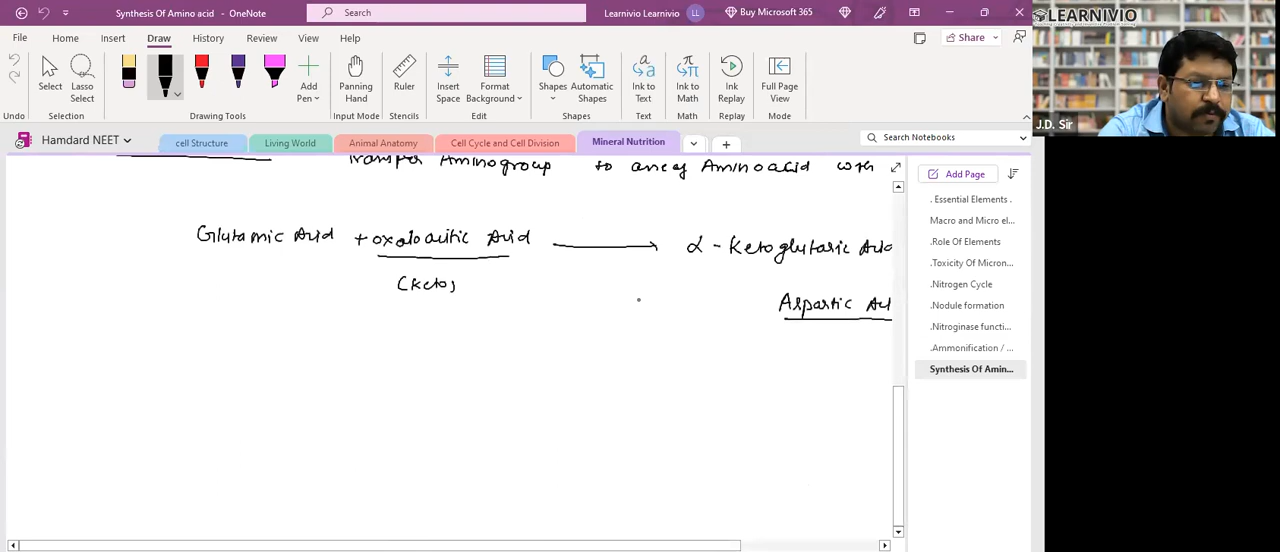 Synthesis Of Amino acid - OneNote
Search
Learnivio Learnivio
LL
Buy Microsoft 365
LEARNIVIO
File
Home
Insert
Draw
History
Review
View
Help
Share
Undo
Select
Lasso Select
Add Pen
Panning Hand
Ruler
Insert Space
Format Background
Shapes
Automatic Shapes
Ink to Text
Ink to Math
Ink Replay
Full Page View
Selection
Drawing Tools
Input Mode
Stencils
Edit
Shapes
Convert
Replay
Mode
J.D. Sir
Hamdard NEET
cell Structure
Living World
Animal Anatomy
Cell Cycle and Cell Division
Mineral Nutrition
Search Notebooks
Add Page
. Essential Elements .
Macro and Micro el...
.Role Of Elements
.Toxicity Of Micron...
.Nitrogen Cycle
.Nodule formation
.Nitroginase functi...
.Ammonification / ...
Synthesis Of Amin...
Transfer Aminogroup to one of Aminoacid with
Glutamic Acid + oxaloacitic Acid → α - Ketoglutaric Acid
(Keto)
Aspartic Aci